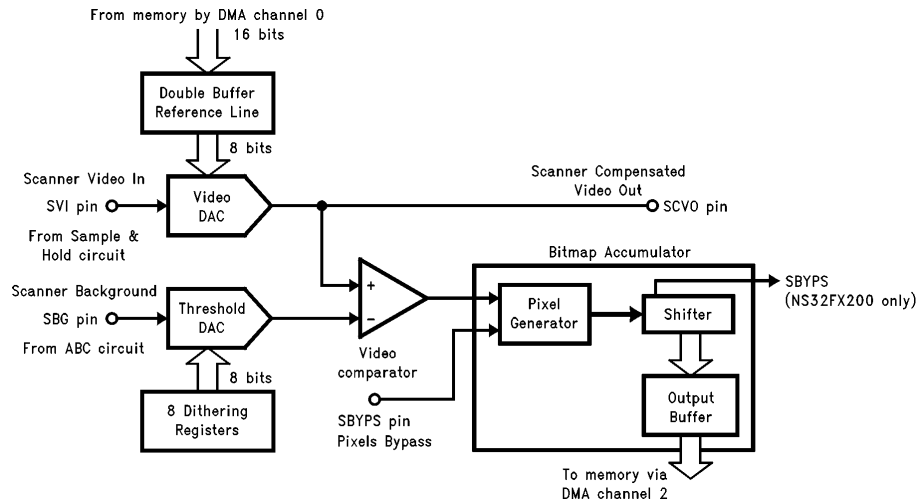 From memory by DMA channel 0
16 bits
Double Buffer
Reference Line
8 bits
Scanner Video In
SVI pin
From Sample &
Hold circuit
Video
DAC
Scanner Compensated
Video Out
SCVO pin
Scanner Background
SBG pin
From ABC circuit
Threshold
DAC
8 bits
8 Dithering
Registers
+
−
Video
comparator
SBYPS pin
Pixels Bypass
Bitmap Accumulator
Pixel
Generator
Shifter
SBYPS
(NS32FX200 only)
Output
Buffer
To memory via
DMA channel 2